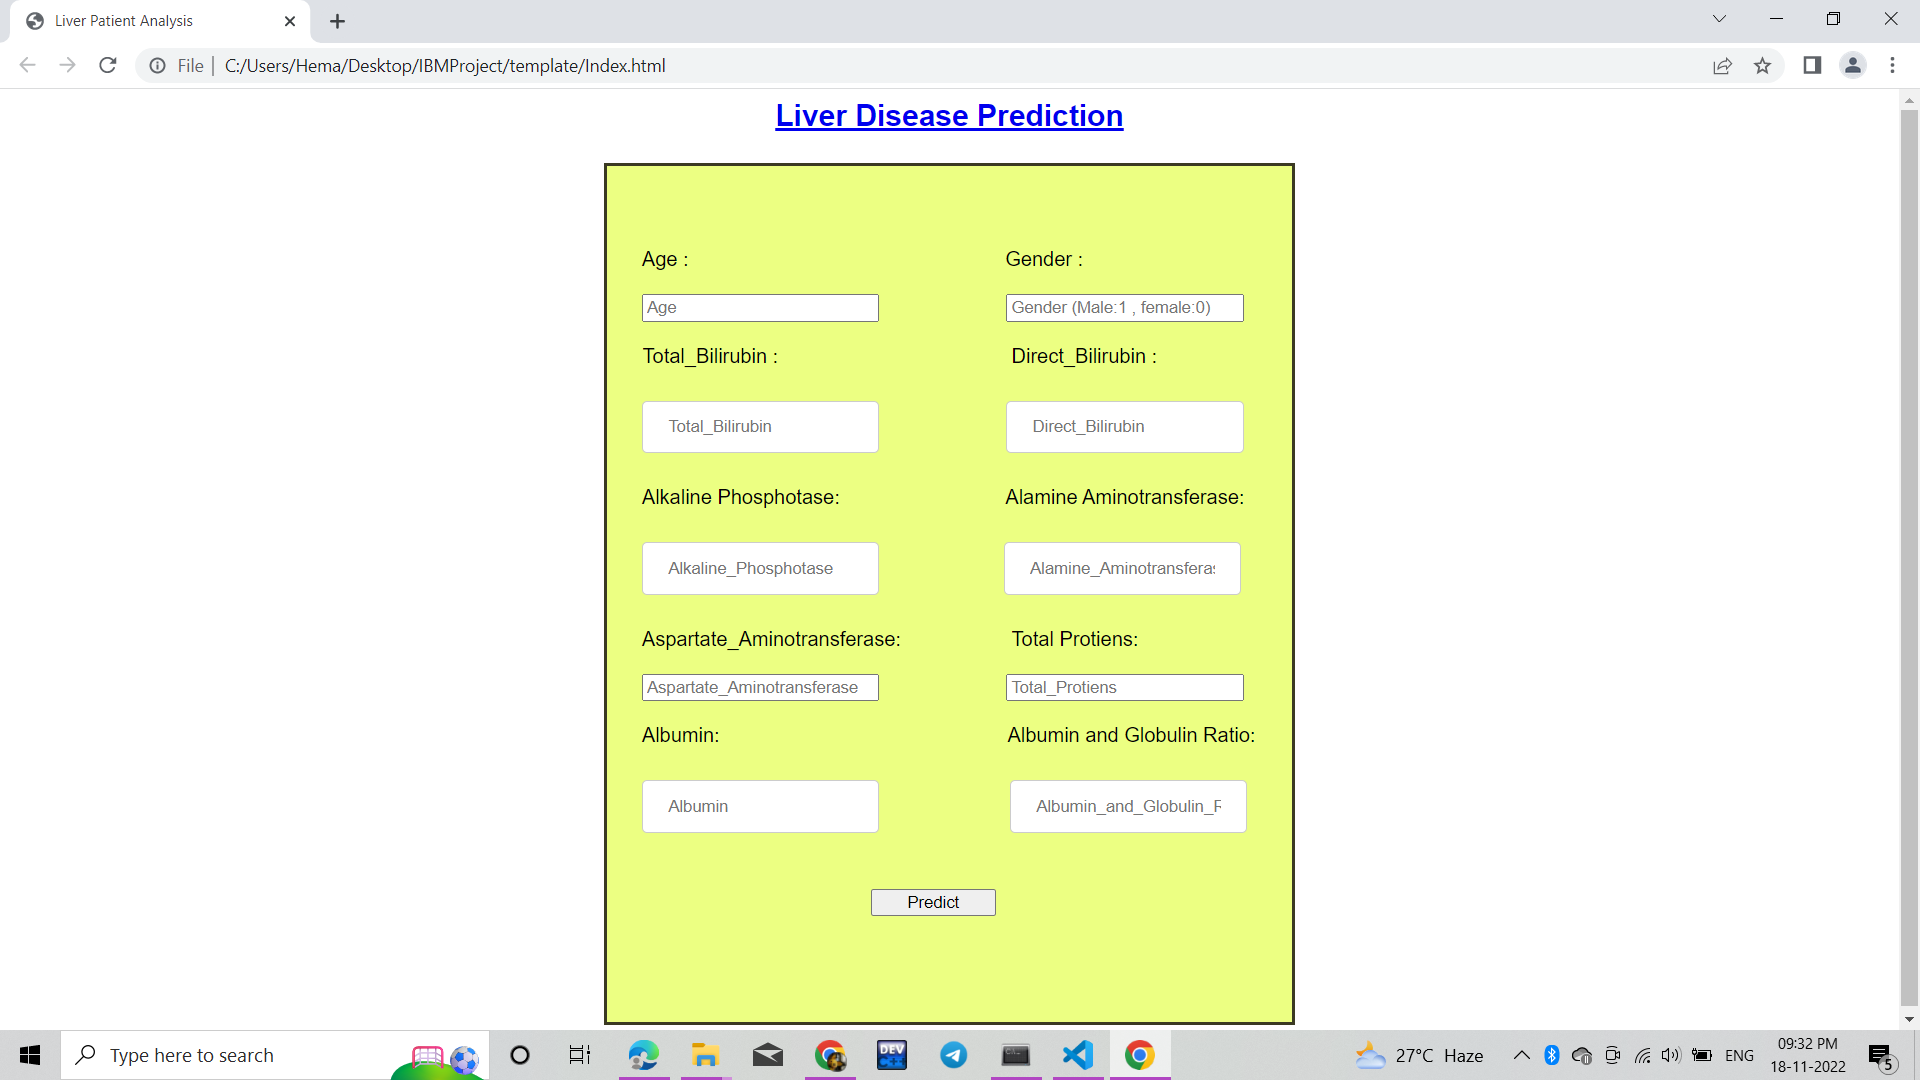 Liver Patient Analysis
File
C:/Users/Hema/Desktop/IBMProject/template/Index.html
Liver Disease Prediction
Age :
Gender :
Age
Gender (Male:1 , female:0)
Total_Bilirubin :
Direct_Bilirubin :
Total_Bilirubin
Direct_Bilirubin
Alkaline Phosphotase:
Alamine Aminotransferase:
Alkaline_Phosphotase
Alamine_Aminotransferas
Aspartate_Aminotransferase:
Total Protiens:
Aspartate_Aminotransferase
Total_Protiens
Albumin:
Albumin and Globulin Ratio:
Albumin
Albumin_and_Globulin_R
Predict
Type here to search
DEV
27°C Haze
ENG
09:32 PM
18-11-2022
5